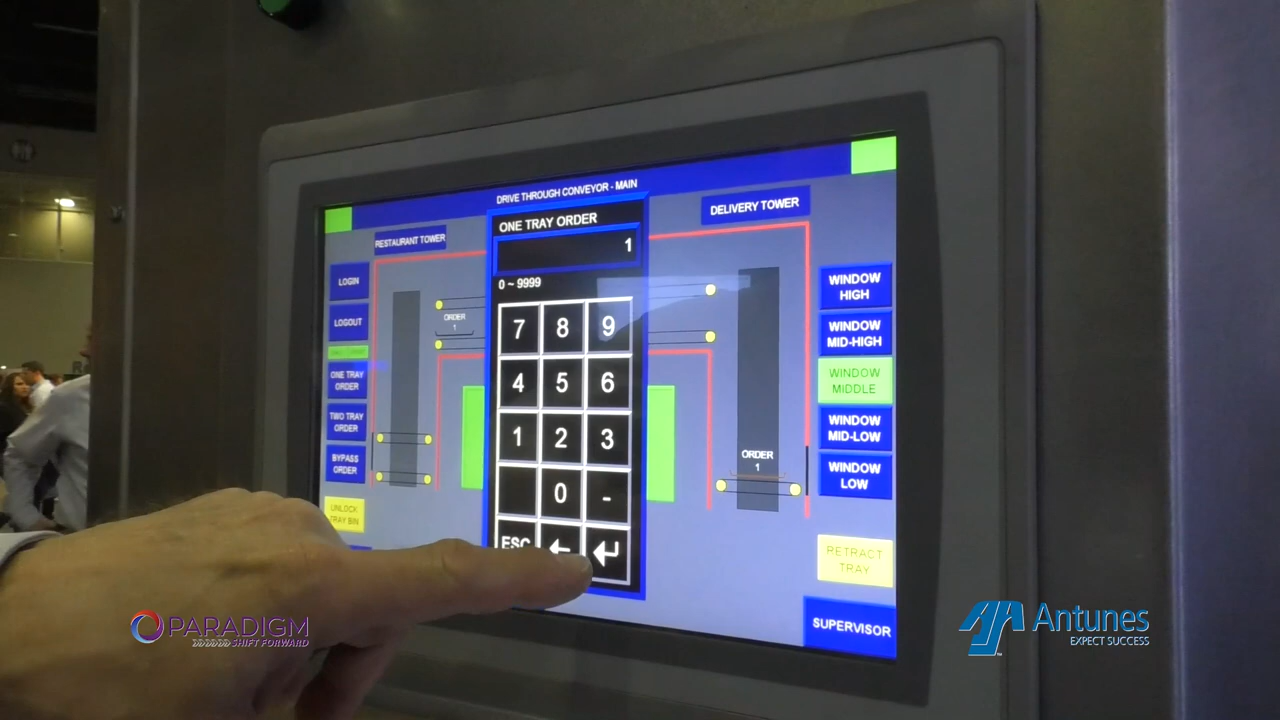 DRIVE THROUGH CONVEYOR - MAIN
RESTAURANT TOWER
DELIVERY TOWER
LOGIN
LOGOUT
ONE TRAY
ORDER
TWO TRAY
ORDER
BYPASS
ORDER
UNLOCK
TRAY BIN
ORDER
1
ONE TRAY ORDER
1
0 ~ 9999
7 8 9
4 5 6
1 2 3
0 -
ESC ← ↵
ORDER
1
WINDOW
HIGH
WINDOW
MID-HIGH
WINDOW
MIDDLE
WINDOW
MID-LOW
WINDOW
LOW
RETRACT
TRAY
SUPERVISOR
PARADIGM
SHIFT FORWARD
Antunes
EXPECT SUCCESS
TM